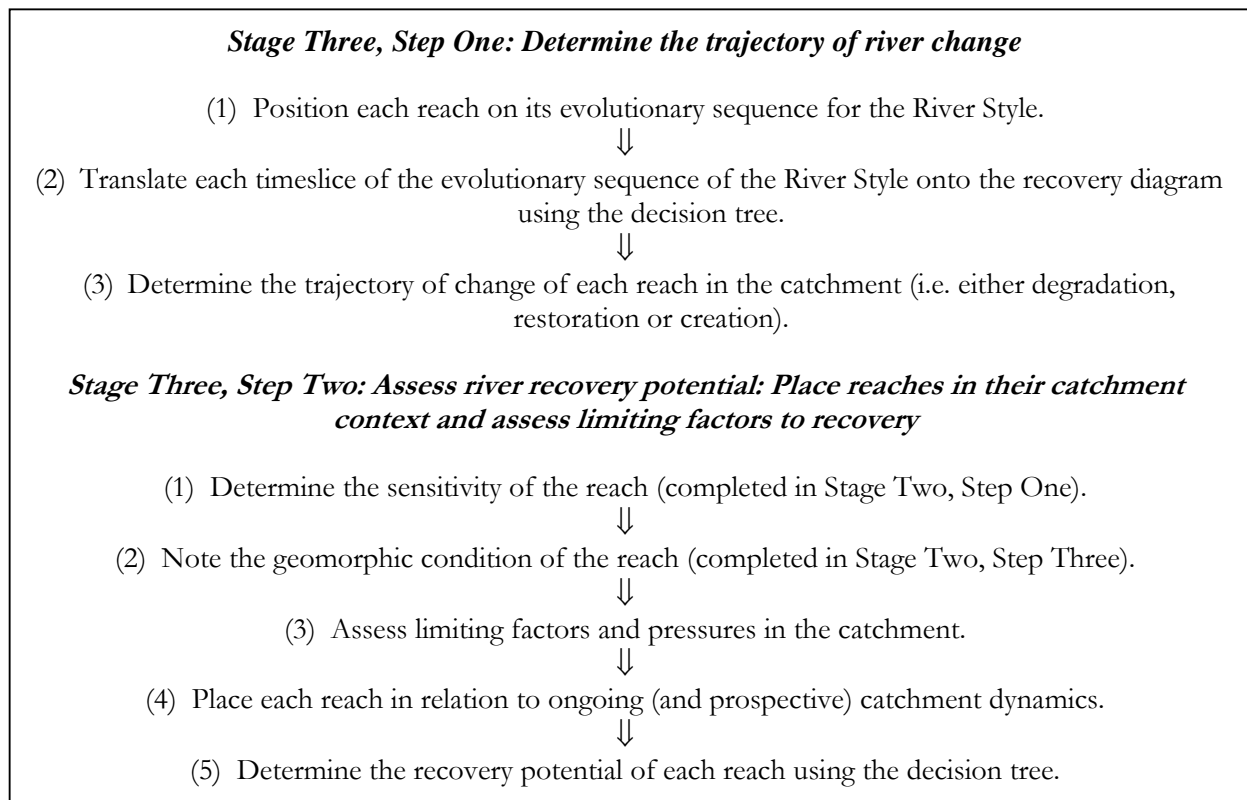 Stage Three, Step One: Determine the trajectory of river change
(1) Position each reach on its evolutionary sequence for the River Style.
⇓
(2) Translate each timeslice of the evolutionary sequence of the River Style onto the recovery diagram
using the decision tree.
⇓
(3) Determine the trajectory of change of each reach in the catchment (i.e. either degradation,
restoration or creation).
Stage Three, Step Two: Assess river recovery potential: Place reaches in their catchment
context and assess limiting factors to recovery
(1) Determine the sensitivity of the reach (completed in Stage Two, Step One).
⇓
(2) Note the geomorphic condition of the reach (completed in Stage Two, Step Three).
⇓
(3) Assess limiting factors and pressures in the catchment.
⇓
(4) Place each reach in relation to ongoing (and prospective) catchment dynamics.
⇓
(5) Determine the recovery potential of each reach using the decision tree.